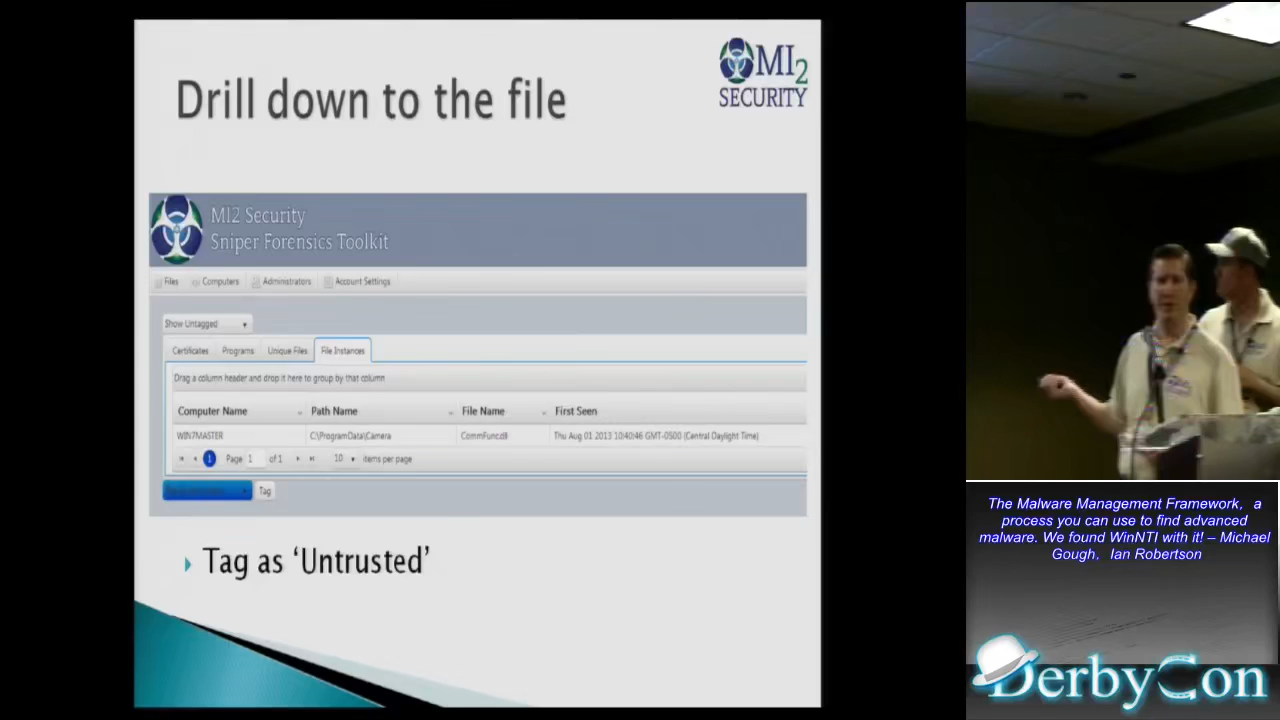 Drill down to the file
MI2
SECURITY
MI2 Security
Sniper Forensics Toolkit
Files Computers Administrators Account Settings
Show Untagged
Certificates Programs Unique Files File Instances
Drag a column header and drop it here to group by that column
Computer Name Path Name File Name First Seen
WIN7MASTER C:\ProgramData\Camera CommFunc.dll Thu Aug 01 2013 10:40:46 GMT-0500 (Central Daylight Time)
1 Page 1 of 1 10 items per page
Tag
Tag as ‘Untrusted’
The Malware Management Framework, a
process you can use to find advanced
malware. We found WinNTI with it! – Michael
Gough, Ian Robertson
DerbyCon